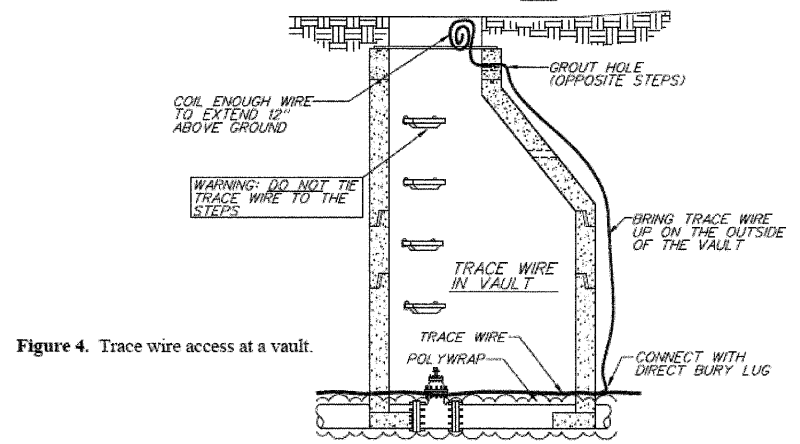 GROUT HOLE
(OPPOSITE STEPS)
COIL ENOUGH WIRE
TO EXTEND 12"
ABOVE GROUND
WARNING: DO NOT TIE
TRACE WIRE TO THE
STEPS
BRING TRACE WIRE
UP ON THE OUTSIDE
OF THE VAULT
TRACE WIRE
IN VAULT
Figure 4. Trace wire access at a vault.
TRACE WIRE
POLYWRAP
CONNECT WITH
DIRECT BURY LUG